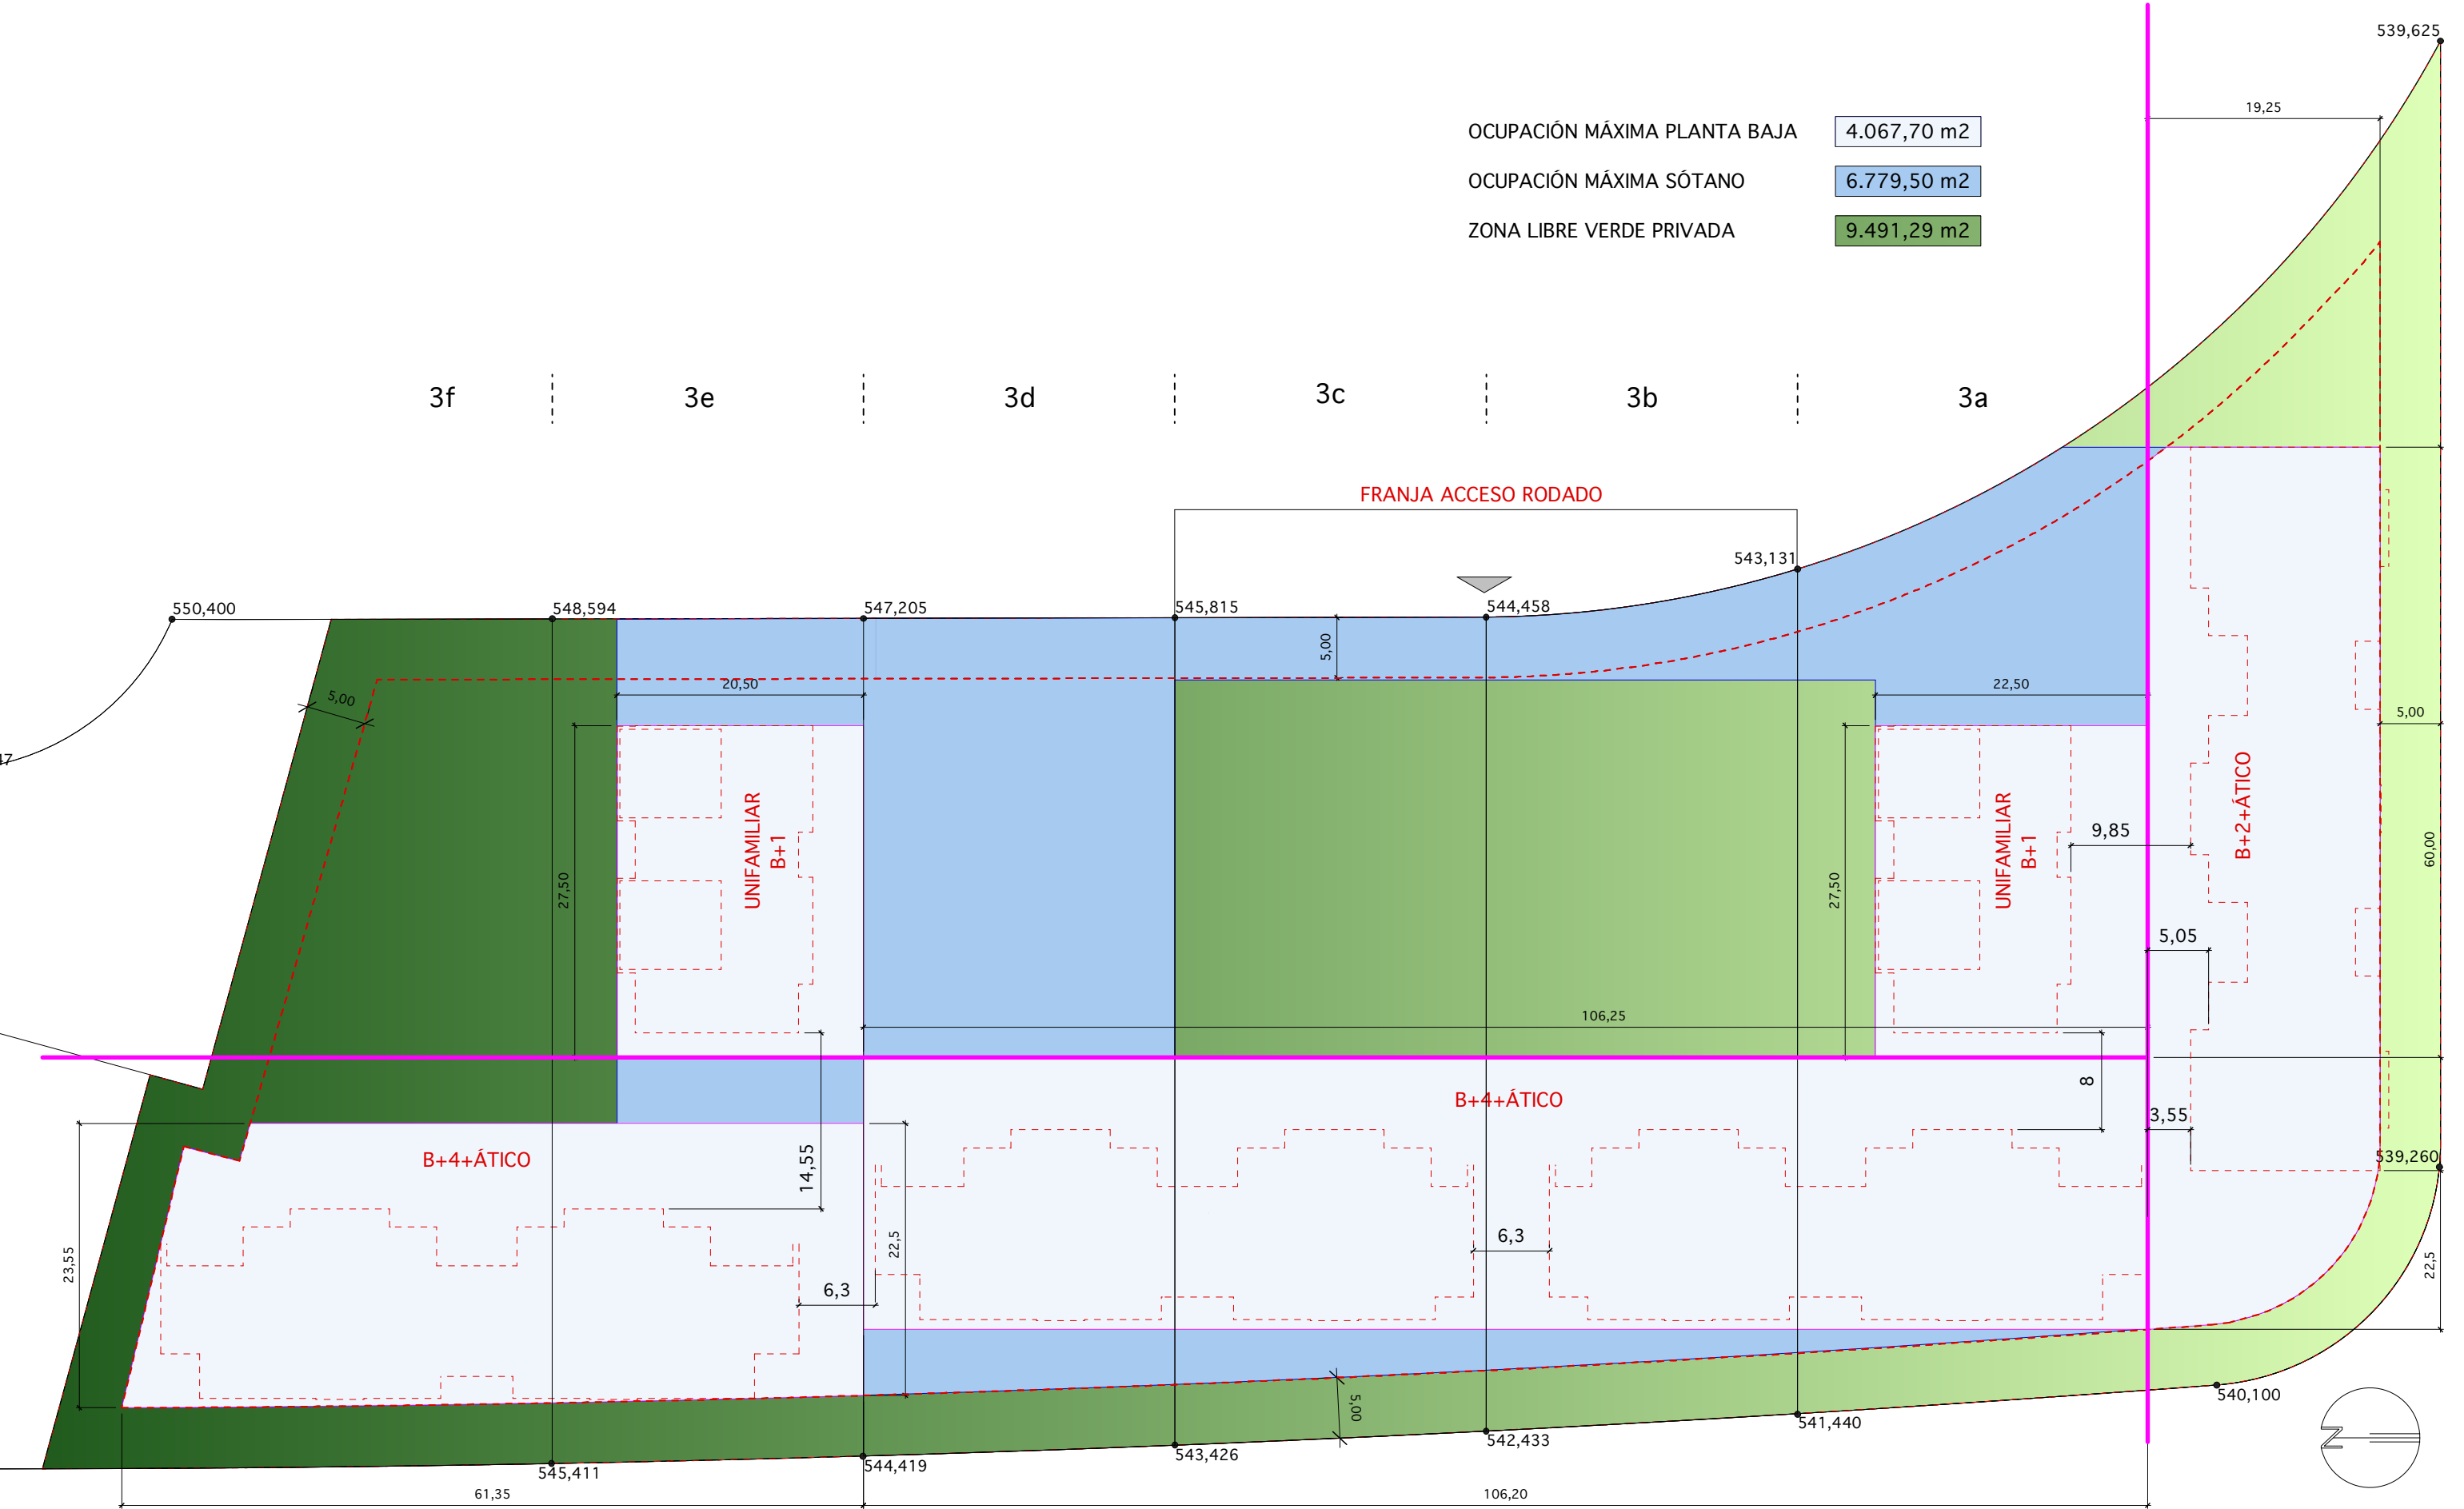 539,625
19,25
OCUPACIÓN MÁXIMA PLANTA BAJA 4.067,70 m2
OCUPACIÓN MÁXIMA SÓTANO 6.779,50 m2
ZONA LIBRE VERDE PRIVADA 9.491,29 m2
3f 3e 3d 3c 3b 3a
FRANJA ACCESO RODADO
543,131
550,400 548,594 547,205 545,815 544,458
5,00
5,00
20,50
22,50
5,00
47
UNIFAMILIAR
B+1
UNIFAMILIAR
B+1
B+2+ÁTICO
9,85
60,00
27,50
27,50
5,05
106,25
8
B+4+ÁTICO
3,55
B+4+ÁTICO
14,55
539,260
6,3
22,5
23,55
6,3
22,5
5,00
540,100
541,440
542,433
543,426
544,419
545,411
61,35
106,20
N